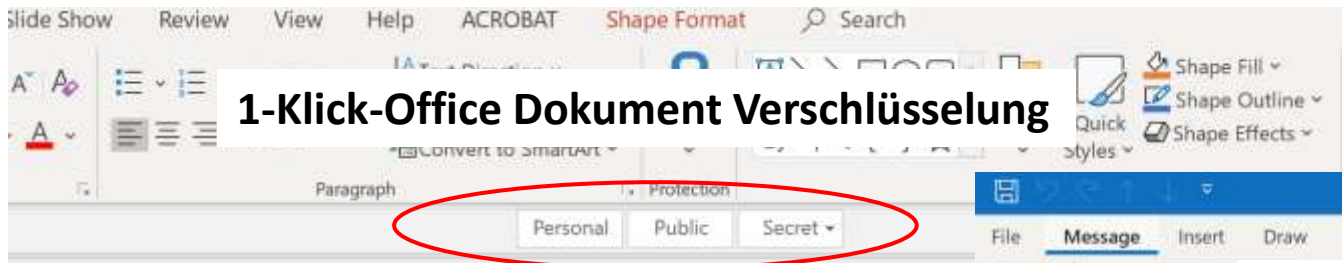 Slide Show Review View Help ACROBAT Shape Format Search
A A Shape Fill
1-Klick-Office Dokument Verschlüsselung
Quick Shape Outline
A Styles Shape Effects
Convert to SmartArt
Paragraph Protection
Personal Public Secret
File Message Insert Draw